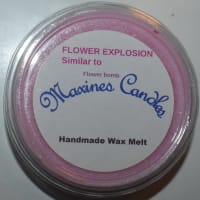 FLOWER EXPLOSION
Similar to
Flower bomb
Maxines Candles
Handmade Wax Melt